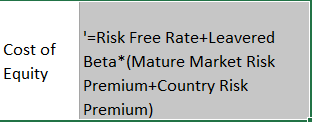 Cost of
Equity
'=Risk Free Rate+Leavered
Beta*(Mature Market Risk
Premium+Country Risk
Premium)